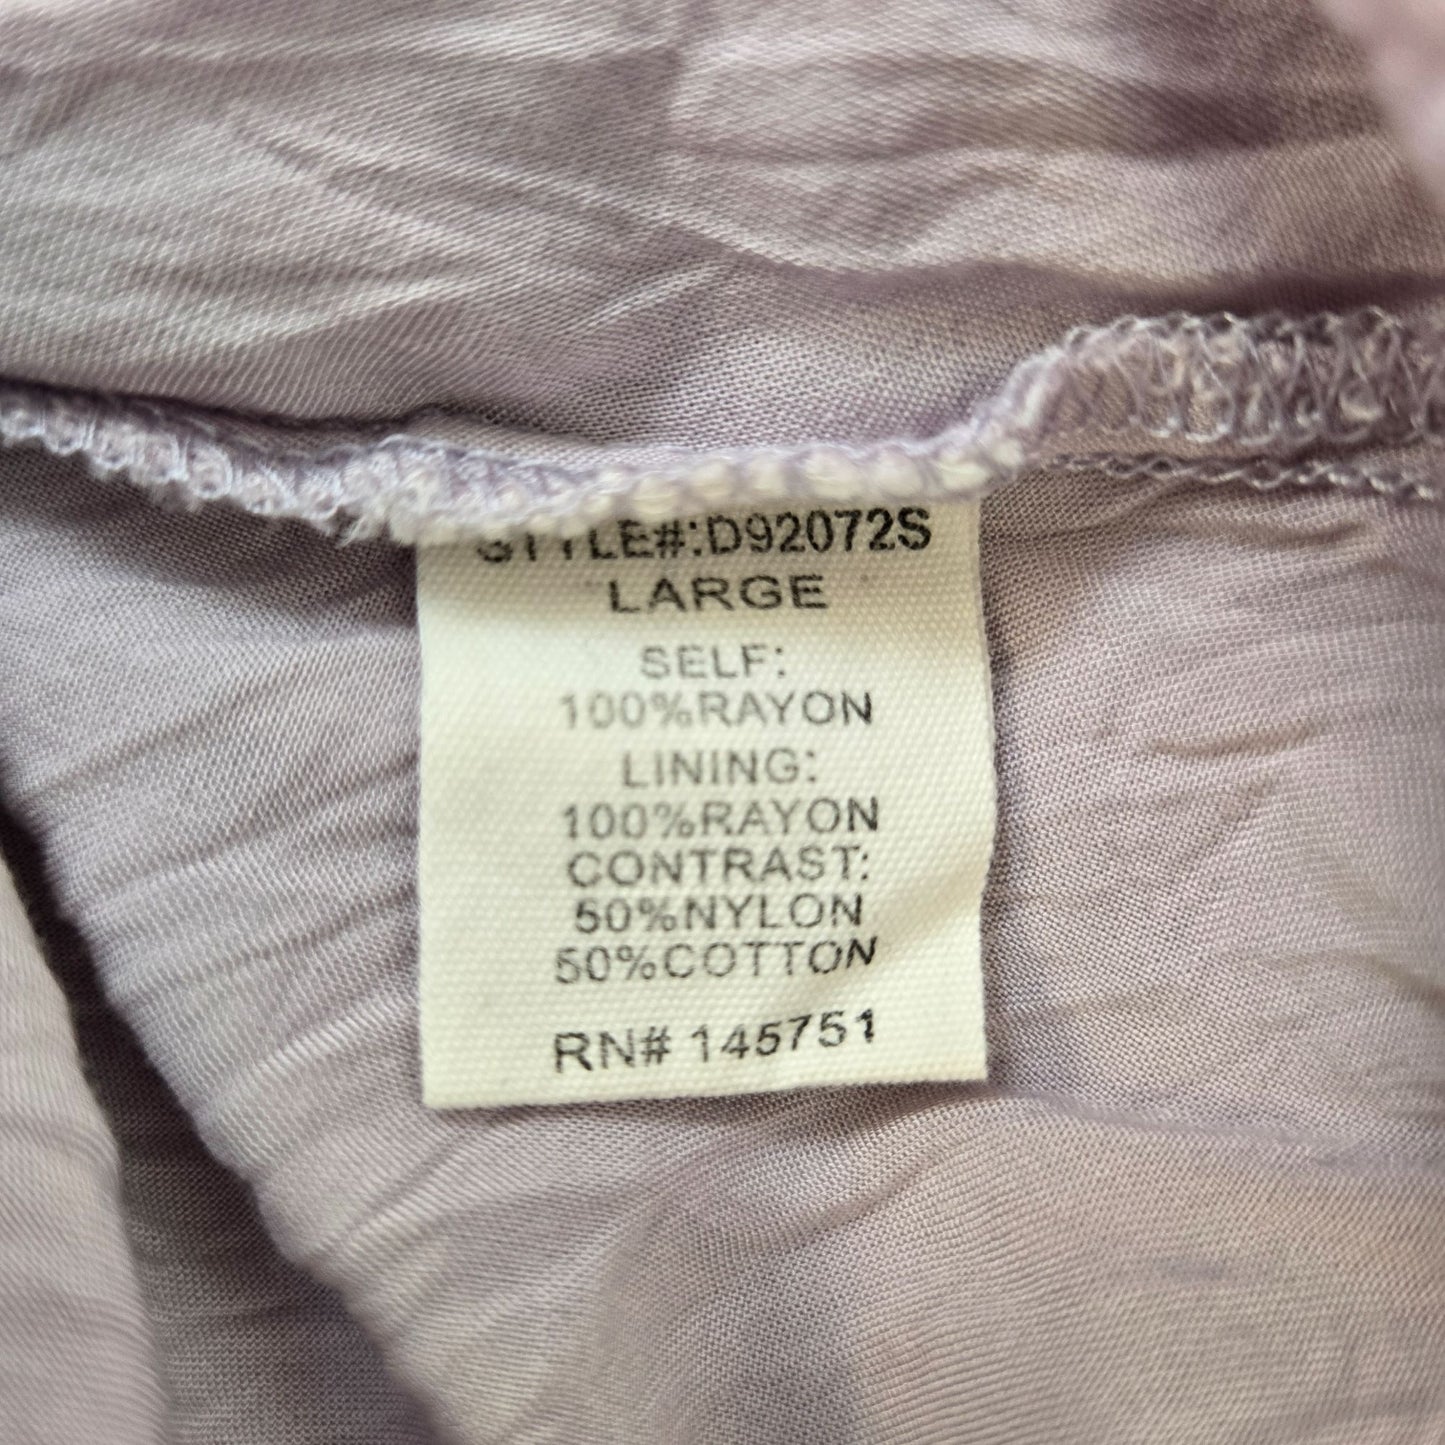 STYLE#:D92072S
LARGE
SELF:
100%RAYON
LINING:
100%RAYON
CONTRAST:
50%NYLON
50%COTTON
RN# 145751